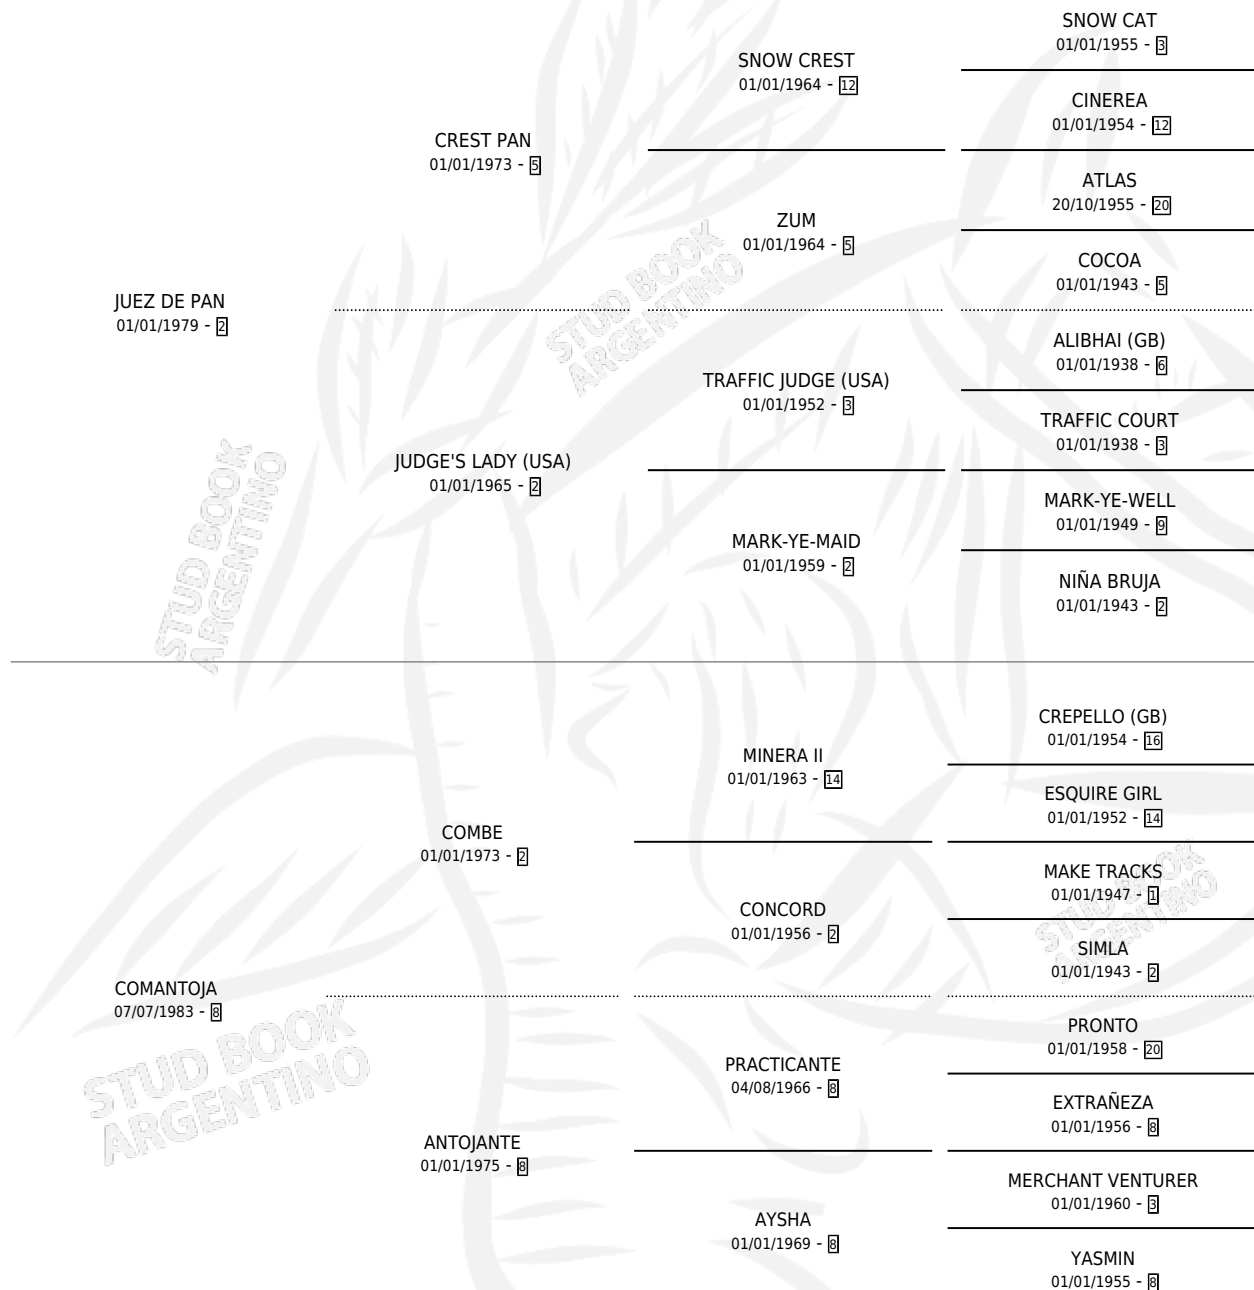 SNOW CAT
01/01/1955 - 3
SNOW CREST
01/01/1964 - 12
CINEREA
01/01/1954 - 12
CREST PAN
01/01/1973 - 5
ATLAS
20/10/1955 - 20
ZUM
01/01/1964 - 5
COCOA
01/01/1943 - 5
JUEZ DE PAN
01/01/1979 - 2
STUD BOOK
ARGENTINO
ALIBHAI (GB)
01/01/1938 - 6
TRAFFIC JUDGE (USA)
01/01/1952 - 3
TRAFFIC COURT
01/01/1938 - 3
JUDGE'S LADY (USA)
01/01/1965 - 2
MARK-YE-WELL
01/01/1949 - 9
MARK-YE-MAID
01/01/1959 - 2
NIÑA BRUJA
01/01/1943 - 2
STUD BOOK
ARGENTINO
CREPELLO (GB)
01/01/1954 - 16
MINERA II
01/01/1963 - 14
ESQUIRE GIRL
01/01/1952 - 14
COMBE
01/01/1973 - 2
MAKE TRACKS
01/01/1947 - 1
CONCORD
01/01/1956 - 2
STUD BOOK
ARGENTINO
SIMLA
01/01/1943 - 2
COMANTOJA
07/07/1983 - 8
STUD BOOK
ARGENTINO
PRONTO
01/01/1958 - 20
PRACTICANTE
04/08/1966 - 8
EXTRAÑEZA
01/01/1956 - 8
ANTOJANTE
01/01/1975 - 8
MERCHANT VENTURER
01/01/1960 - 3
AYSHA
01/01/1969 - 8
YASMIN
01/01/1955 - 8